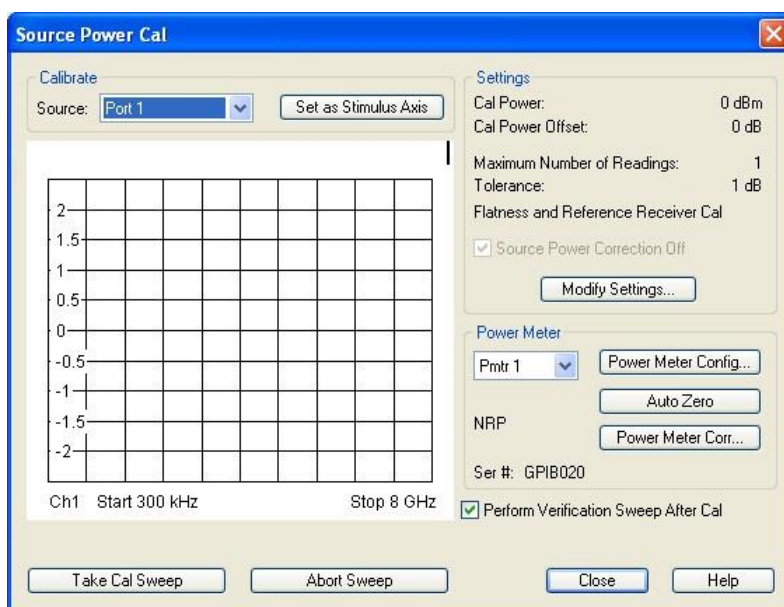 Source Power Cal
Calibrate
Source: Port 1 Set as Stimulus Axis
2
1.5
1
0.5
0
-0.5
-1
-1.5
-2
Ch1 Start 300 kHz Stop 8 GHz
Settings
Cal Power: 0 dBm
Cal Power Offset: 0 dB
Maximum Number of Readings: 1
Tolerance: 1 dB
Flatness and Reference Receiver Cal
Source Power Correction Off
Modify Settings...
Power Meter
Pmtr 1 Power Meter Config...
Auto Zero
NRP
Power Meter Corr...
Ser #: GPIB020
Perform Verification Sweep After Cal
Take Cal Sweep Abort Sweep Close Help